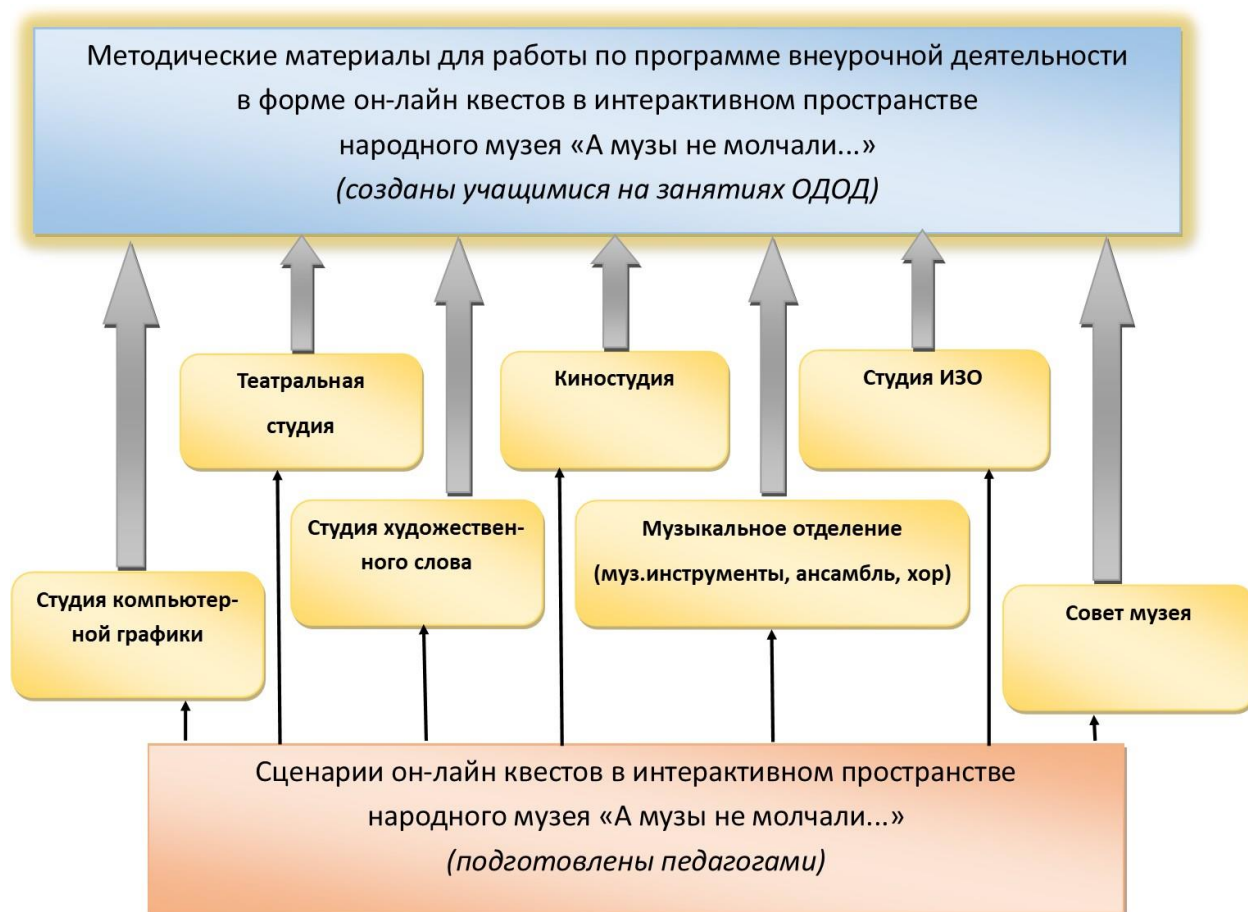 Методические материалы для работы по программе внеурочной деятельности
в форме он-лайн квестов в интерактивном пространстве
народного музея «А музы не молчали...»
(созданы учащимися на занятиях ОДОД)
Театральная
студия
Киностудия
Студия ИЗО
Студия художествен-
ного слова
Музыкальное отделение
(муз.инструменты, ансамбль, хор)
Студия компьютер-
ной графики
Совет музея
Сценарии он-лайн квестов в интерактивном пространстве
народного музея «А музы не молчали...»
(подготовлены педагогами)